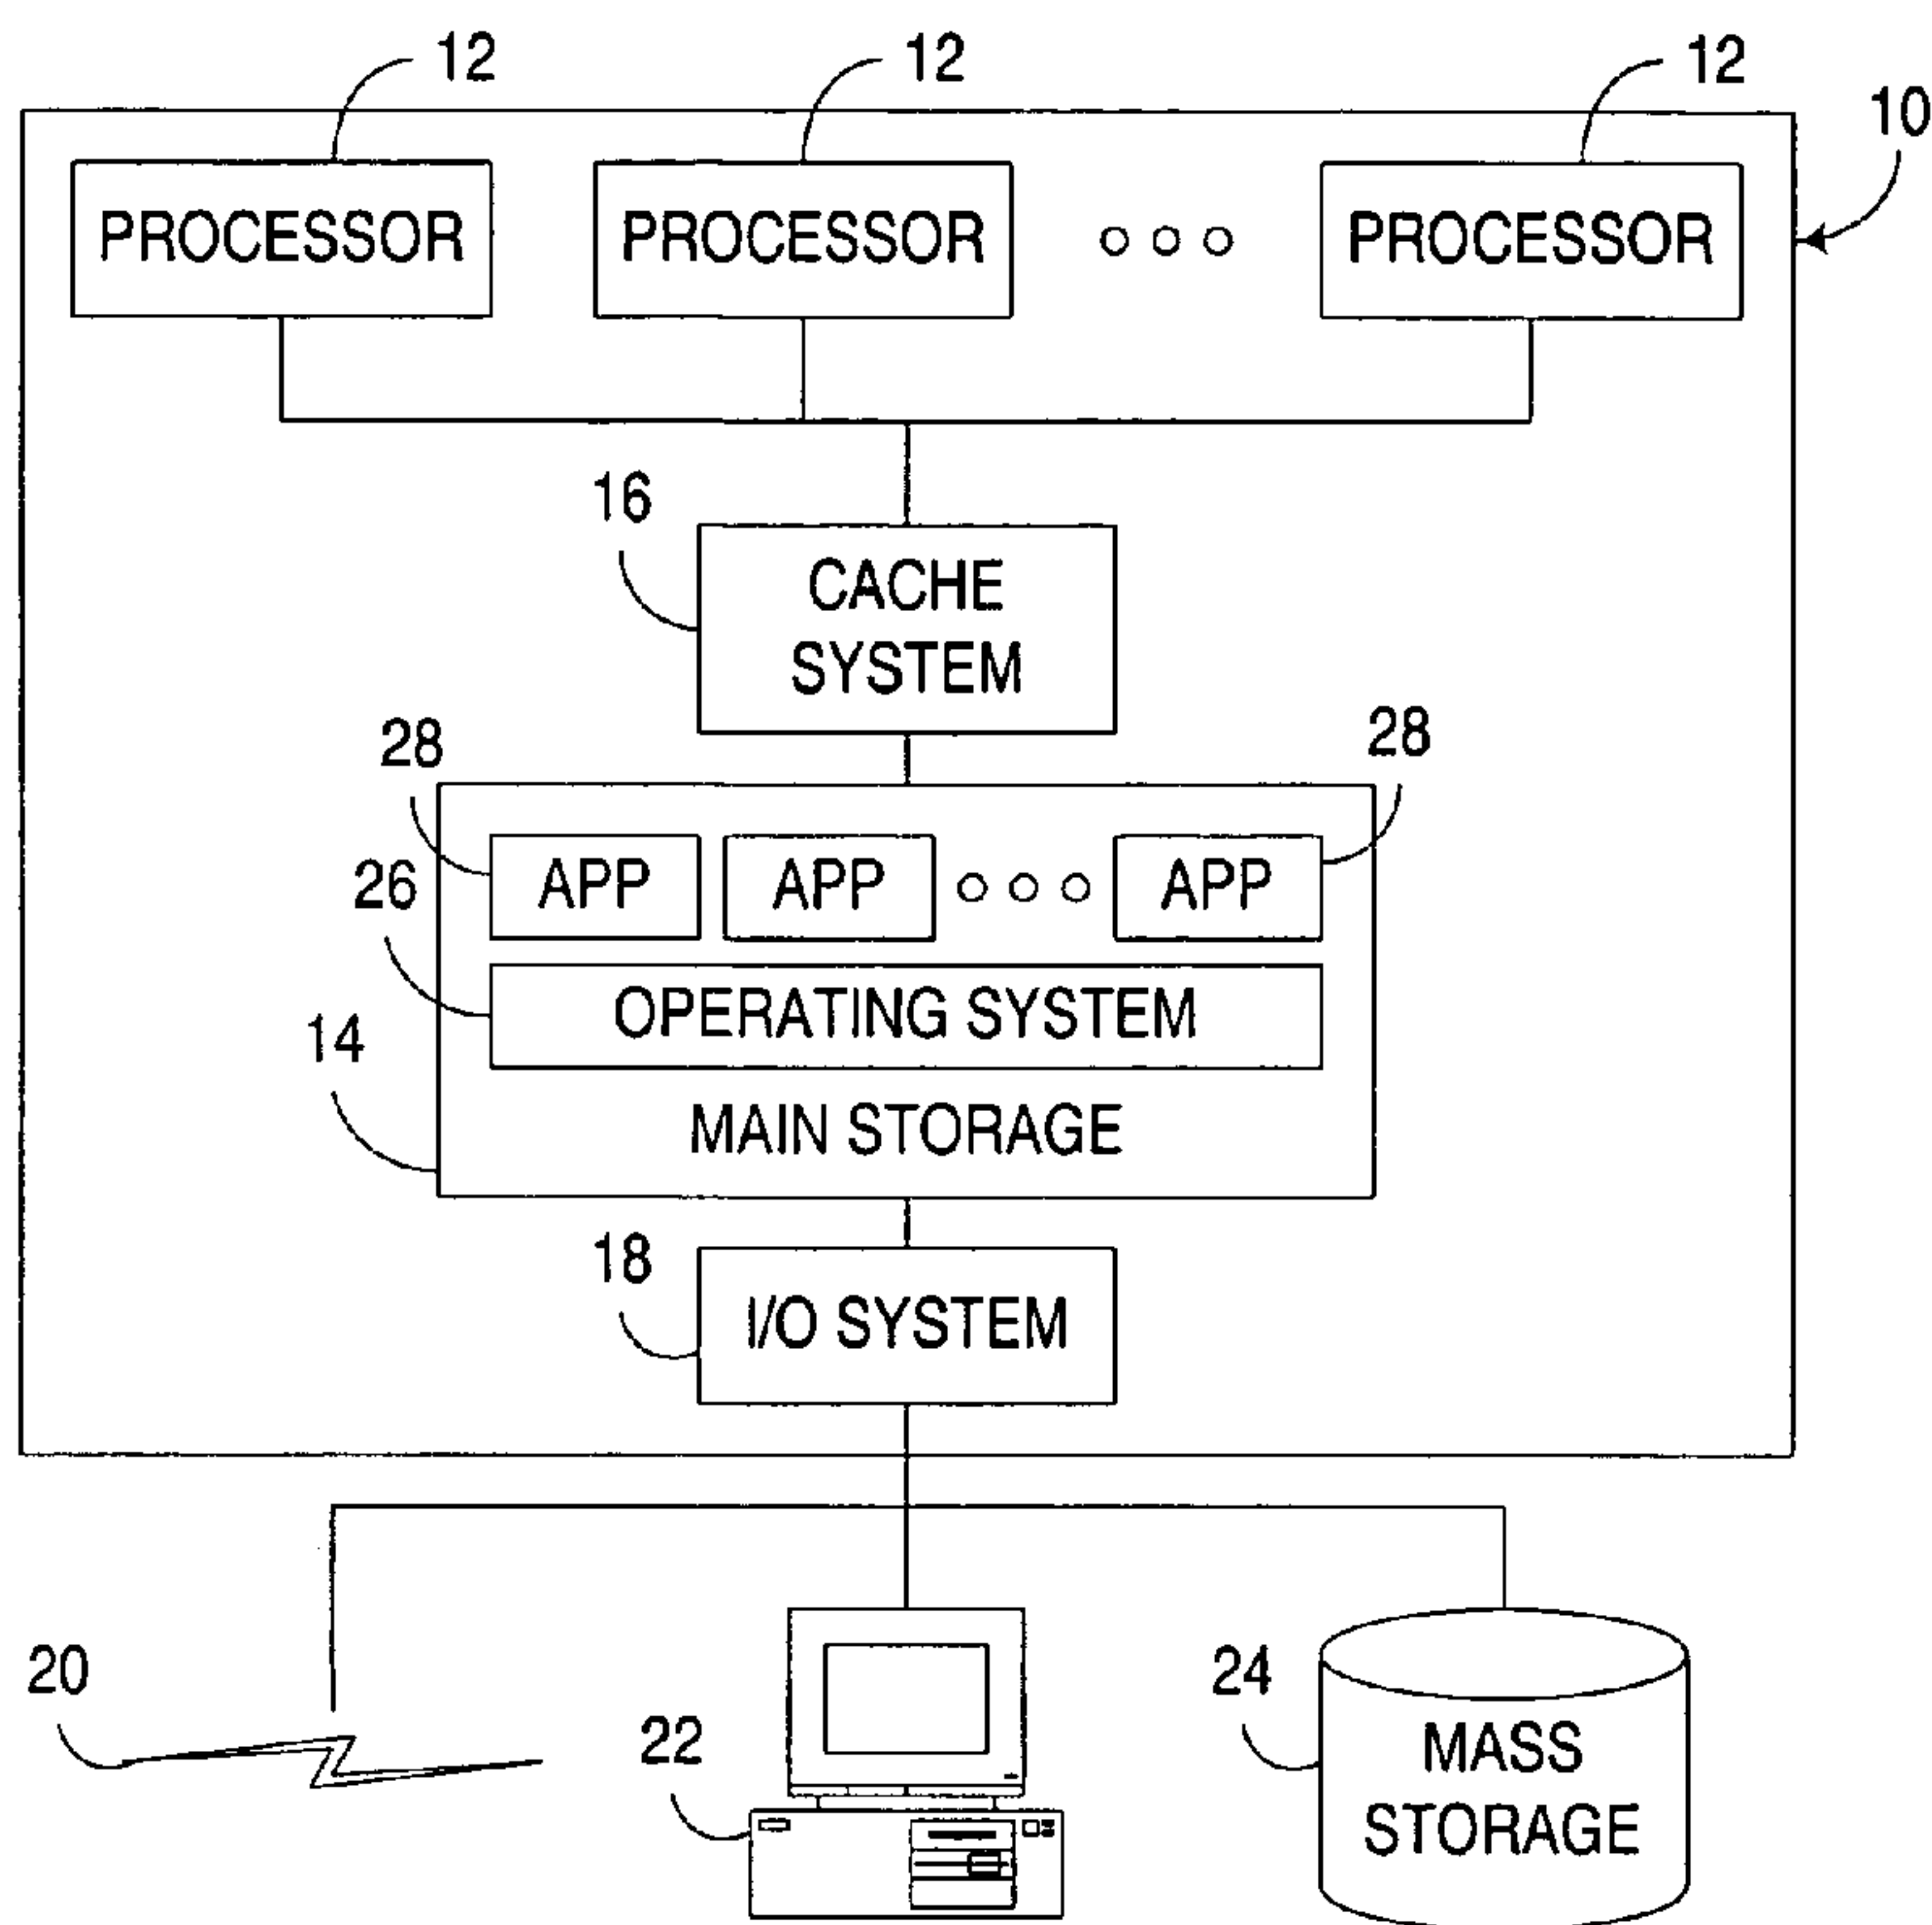 12 12 12
10
PROCESSOR PROCESSOR PROCESSOR
16
CACHE
SYSTEM
28 28
APP APP APP
26
OPERATING SYSTEM
14
MAIN STORAGE
18
I/O SYSTEM
20
22
24
MASS
STORAGE